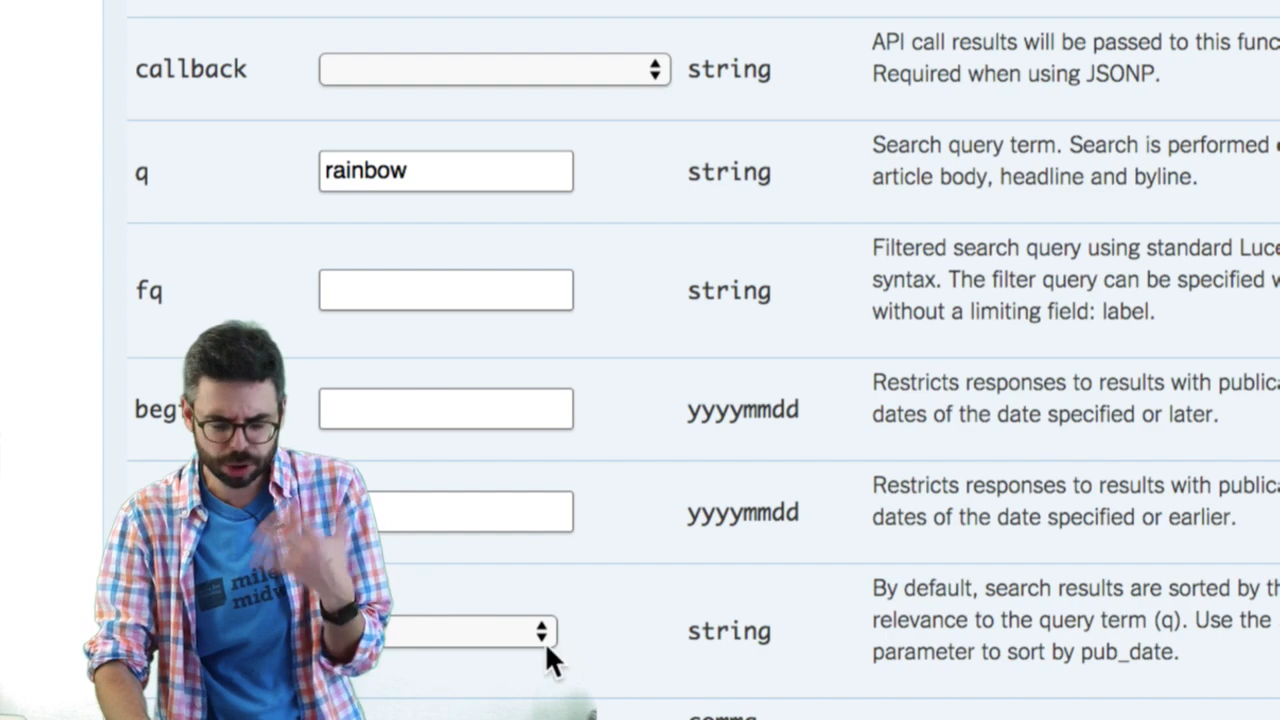 callback string API call results will be passed to this func
Required when using JSONP.
q rainbow string Search query term. Search is performed
article body, headline and byline.
fq string Filtered search query using standard Luce
syntax. The filter query can be specified w
without a limiting field: label.
beg yyyymmdd Restricts responses to results with publica
dates of the date specified or later.
yyyymmdd Restricts responses to results with publica
dates of the date specified or earlier.
string By default, search results are sorted by th
relevance to the query term (q). Use the
parameter to sort by pub_date.
mile
midw
comma